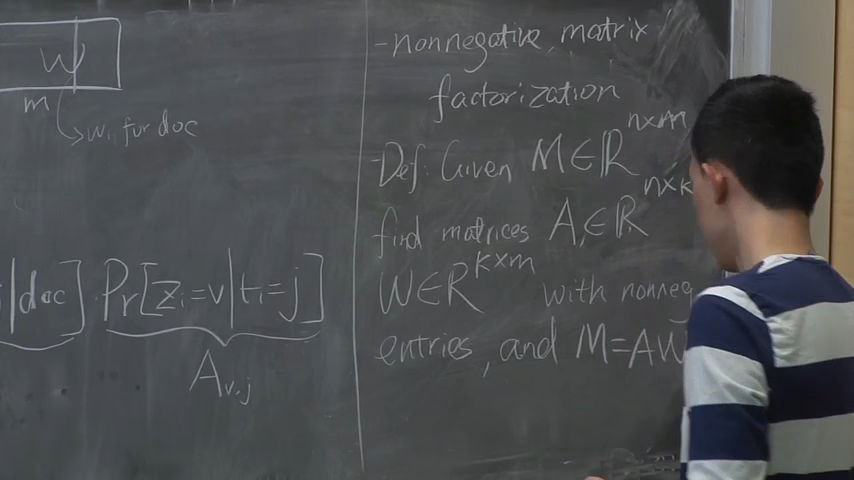 W
m
Wi for doc
|doc] · Pr[zi=v|ti=j]
Av,j
-nonnegative matrix
factorization
-Def: Given M∈R^n×m
find matrices A∈R^n×k
W∈R^k×m with nonneg
entries, and M=AW